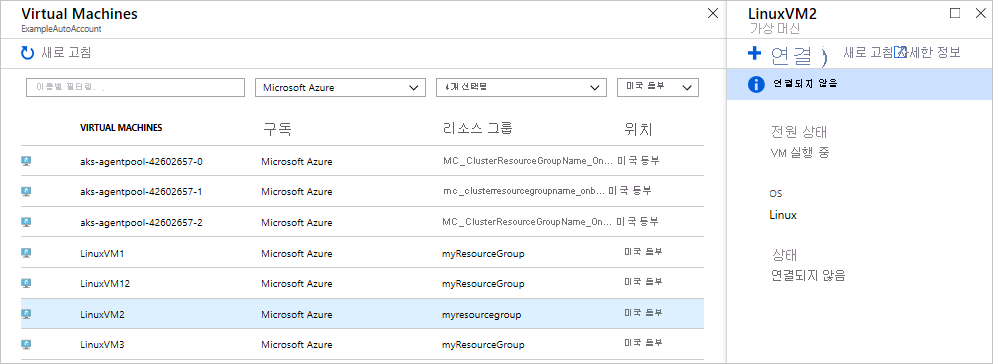 Virtual Machines
ExampleAutoAccount
새로 고침
이름별 필터링...
Microsoft Azure
4개 선택됨
미국 동부
VIRTUAL MACHINES 구독 리소스 그룹 위치
aks-agentpool-42602657-0 Microsoft Azure MC_ClusterResourceGroupName_On... 미국 동부
aks-agentpool-42602657-1 Microsoft Azure mc_clusterresourcegroupname_onb... 미국 동부
aks-agentpool-42602657-2 Microsoft Azure MC_ClusterResourceGroupName_On... 미국 동부
LinuxVM1 Microsoft Azure myResourceGroup 미국 동부
LinuxVM12 Microsoft Azure myResourceGroup 미국 동부
LinuxVM2 Microsoft Azure myresourcegroup 미국 동부
LinuxVM3 Microsoft Azure myResourceGroup 미국 동부
LinuxVM2
가상 머신
연결 ) 새로 고침 자세한 정보
연결되지 않음
전원 상태
VM 실행 중
OS
Linux
상태
연결되지 않음